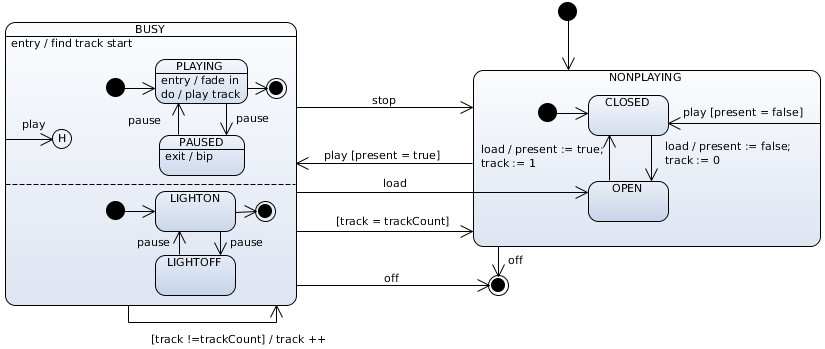 BUSY
entry / find track start
PLAYING
entry / fade in
do / play track
pause
pause
play
H
PAUSED
exit / bip
LIGHTON
pause
pause
LIGHTOFF
[track !=trackCount] / track ++
stop
play [present = true]
load
[track = trackCount]
off
NONPLAYING
CLOSED
play [present = false]
load / present := true;
track := 1
load / present := false;
track := 0
OPEN
off